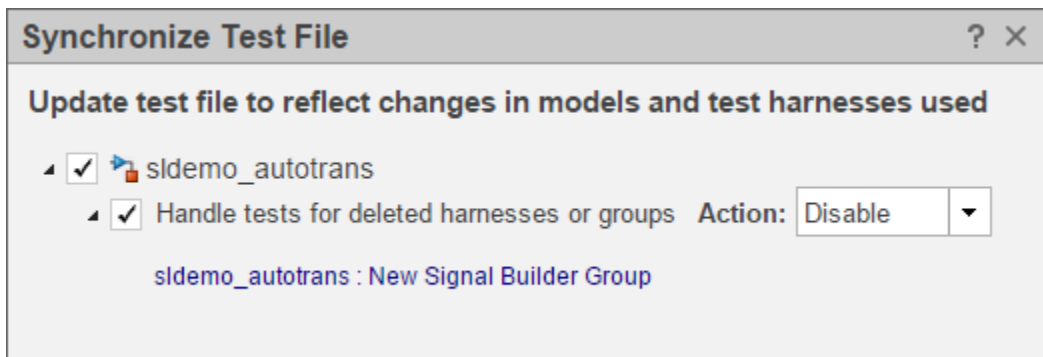 Synchronize Test File ? ×
Update test file to reflect changes in models and test harnesses used
sldemo_autotrans
Handle tests for deleted harnesses or groups Action: Disable
sldemo_autotrans : New Signal Builder Group